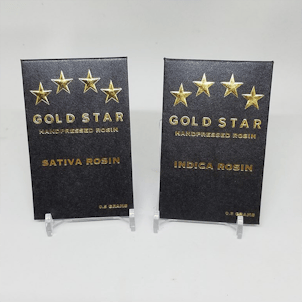 GOLD STAR
HANDPRESSED ROSIN
SATIVA ROSIN
GOLD STAR
HANDPRESSED ROSIN
INDICA ROSIN